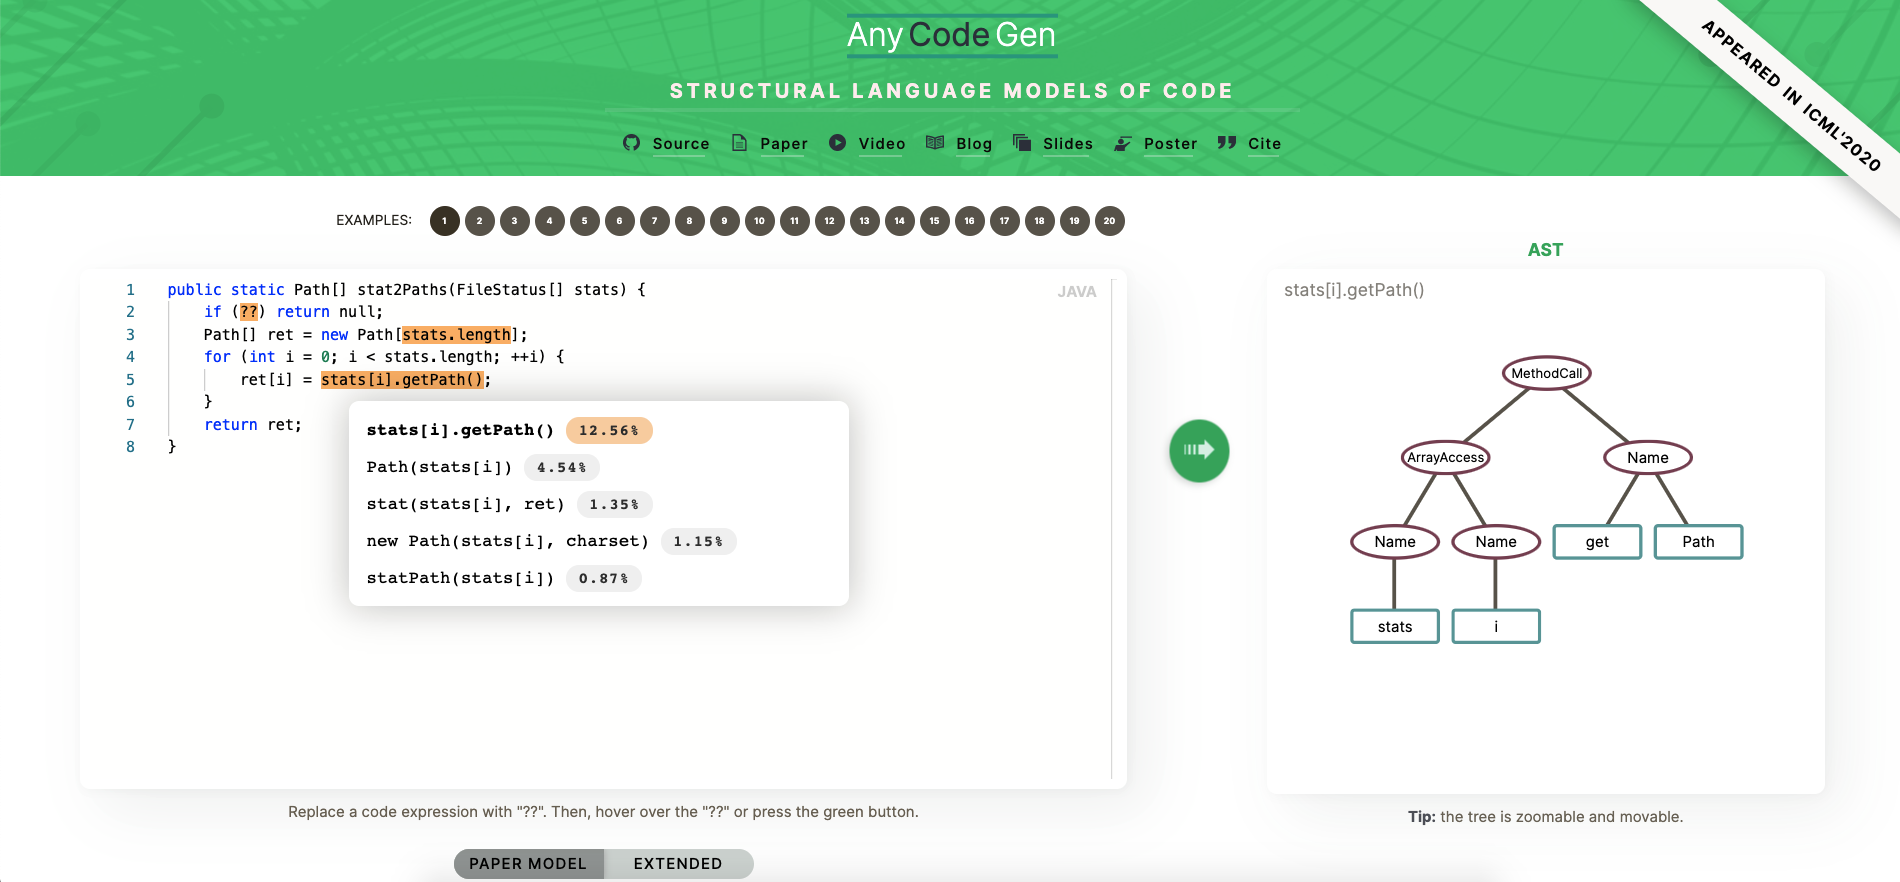 Any Code Gen
STRUCTURAL LANGUAGE MODELS OF CODE
Source Paper Video Blog Slides Poster Cite
APPEARED IN ICML'2020
EXAMPLES: 1 2 3 4 5 6 7 8 9 10 11 12 13 14 15 16 17 18 19 20
JAVA
1 public static Path[] stat2Paths(FileStatus[] stats) {
2 if (??) return null;
3 Path[] ret = new Path[stats.length];
4 for (int i = 0; i < stats.length; ++i) {
5 ret[i] = stats[i].getPath();
6 }
7 return ret;
8 }
stats[i].getPath() 12.56%
Path(stats[i]) 4.54%
stat(stats[i], ret) 1.35%
new Path(stats[i], charset) 1.15%
statPath(stats[i]) 0.87%
Replace a code expression with "??". Then, hover over the "??" or press the green button.
PAPER MODEL EXTENDED
AST
stats[i].getPath()
MethodCall
ArrayAccess Name
Name Name get Path
stats i
Tip: the tree is zoomable and movable.